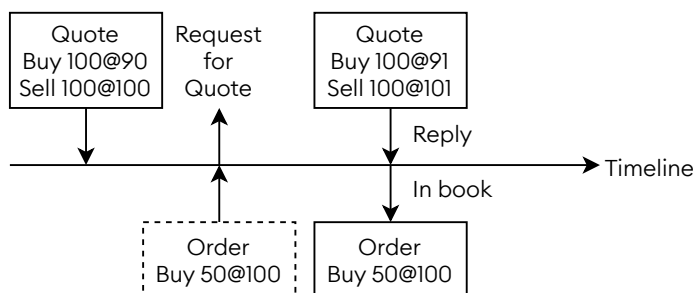 Quote
Buy 100@90
Sell 100@100
Request
for
Quote
Quote
Buy 100@91
Sell 100@101
Reply
Timeline
In book
Order
Buy 50@100
Order
Buy 50@100